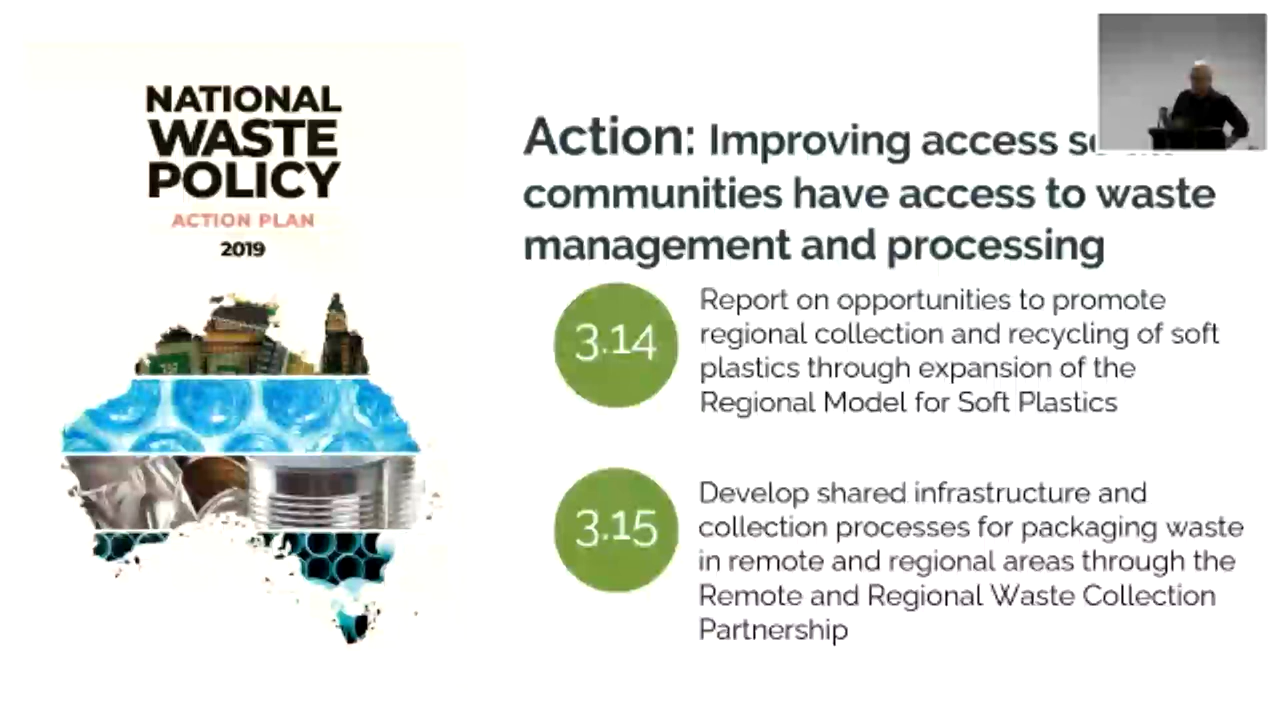 NATIONAL
WASTE
POLICY
ACTION PLAN
2019
Action: Improving access
communities have access to waste
management and processing
3.14
Report on opportunities to promote
regional collection and recycling of soft
plastics through expansion of the
Regional Model for Soft Plastics
3.15
Develop shared infrastructure and
collection processes for packaging waste
in remote and regional areas through the
Remote and Regional Waste Collection
Partnership